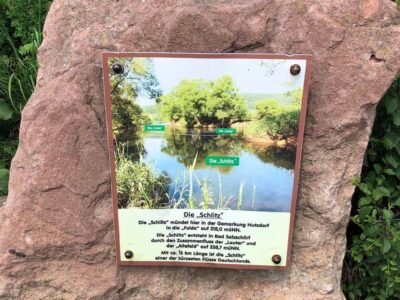 Die „Fulda“
Die „Fulda“
Die „Schlitz“
Die „Schlitz“
Die „Schlitz“ mündet hier in der Gemarkung Hutzdorf
in die „Fulda“ auf 218,0 müNN.
Die „Schlitz“ entsteht in Bad Salzschlirf
durch den Zusammenfluss der „Lauter“ und
der „Altefeld“ auf 238,7 müNN.
Mit ca. 12 km Länge ist die „Schlitz“
einer der kürzesten Flüsse Deutschlands.